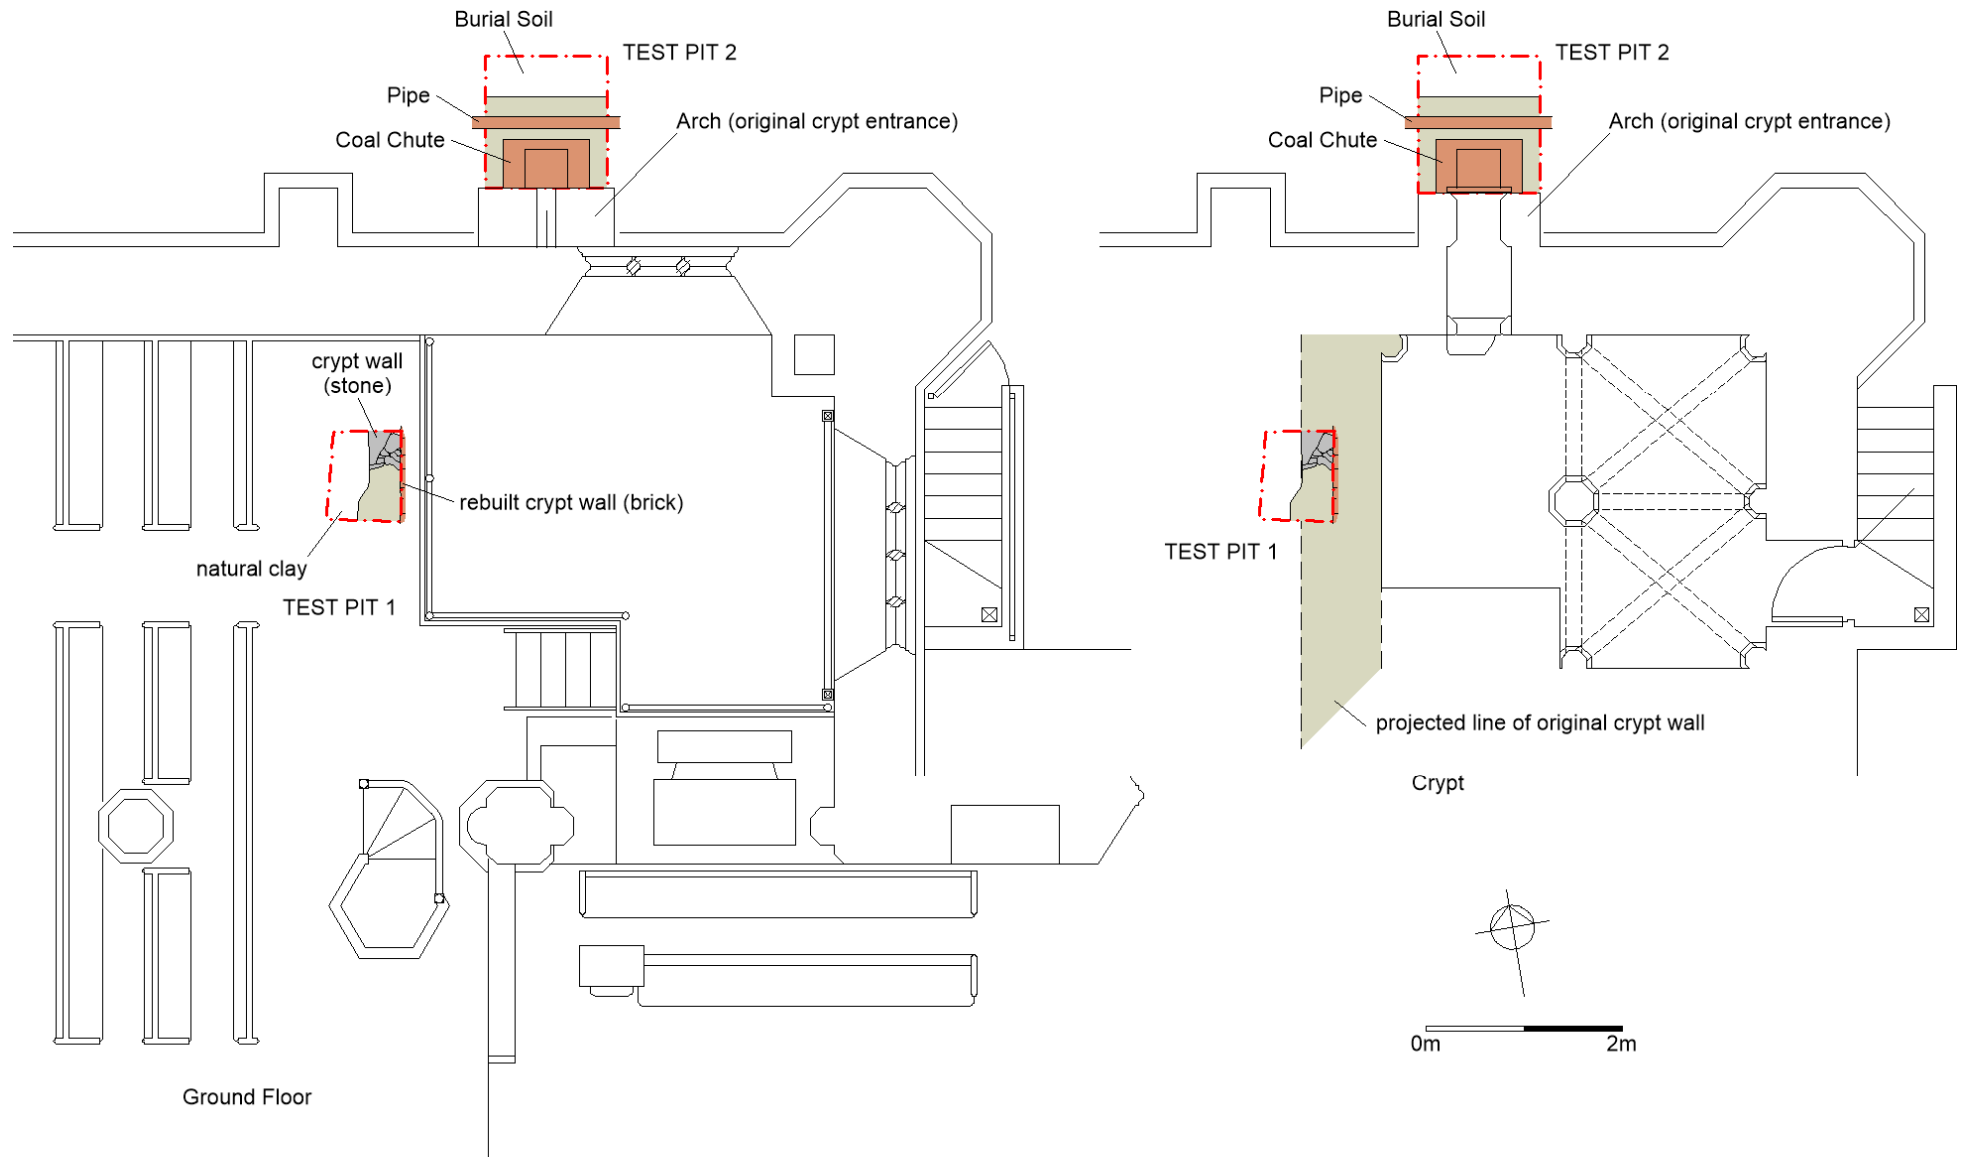 Burial Soil
TEST PIT 2
Pipe
Arch (original crypt entrance)
Coal Chute
crypt wall
(stone)
rebuilt crypt wall (brick)
natural clay
TEST PIT 1
Ground Floor
Burial Soil
TEST PIT 2
Pipe
Arch (original crypt entrance)
Coal Chute
TEST PIT 1
projected line of original crypt wall
Crypt
0m
2m